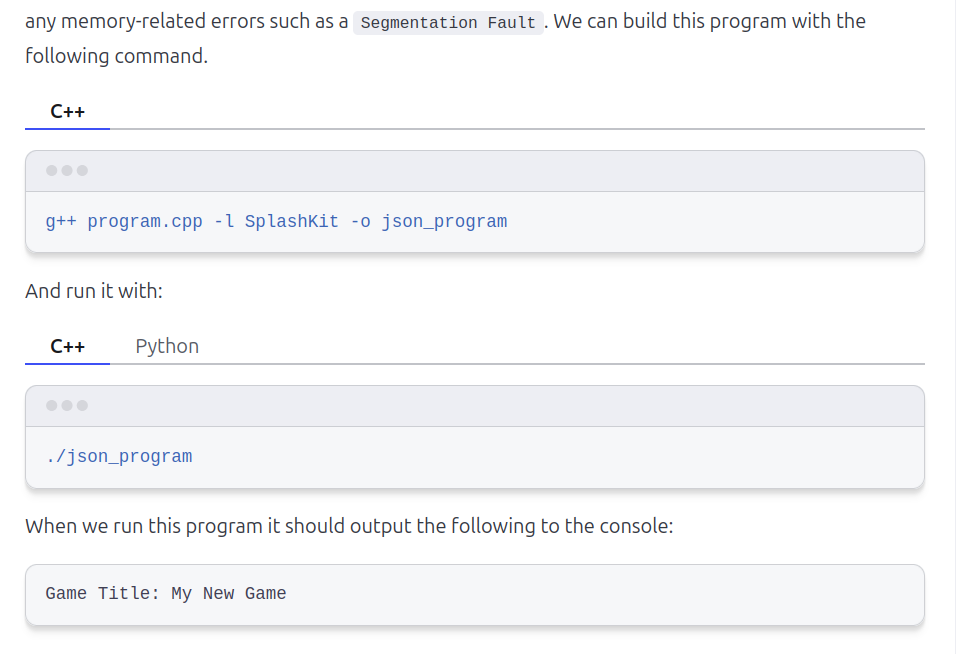 any memory-related errors such as a Segmentation Fault. We can build this program with the
following command.
C++
g++ program.cpp -l SplashKit -o json_program
And run it with:
C++ Python
./json_program
When we run this program it should output the following to the console:
Game Title: My New Game